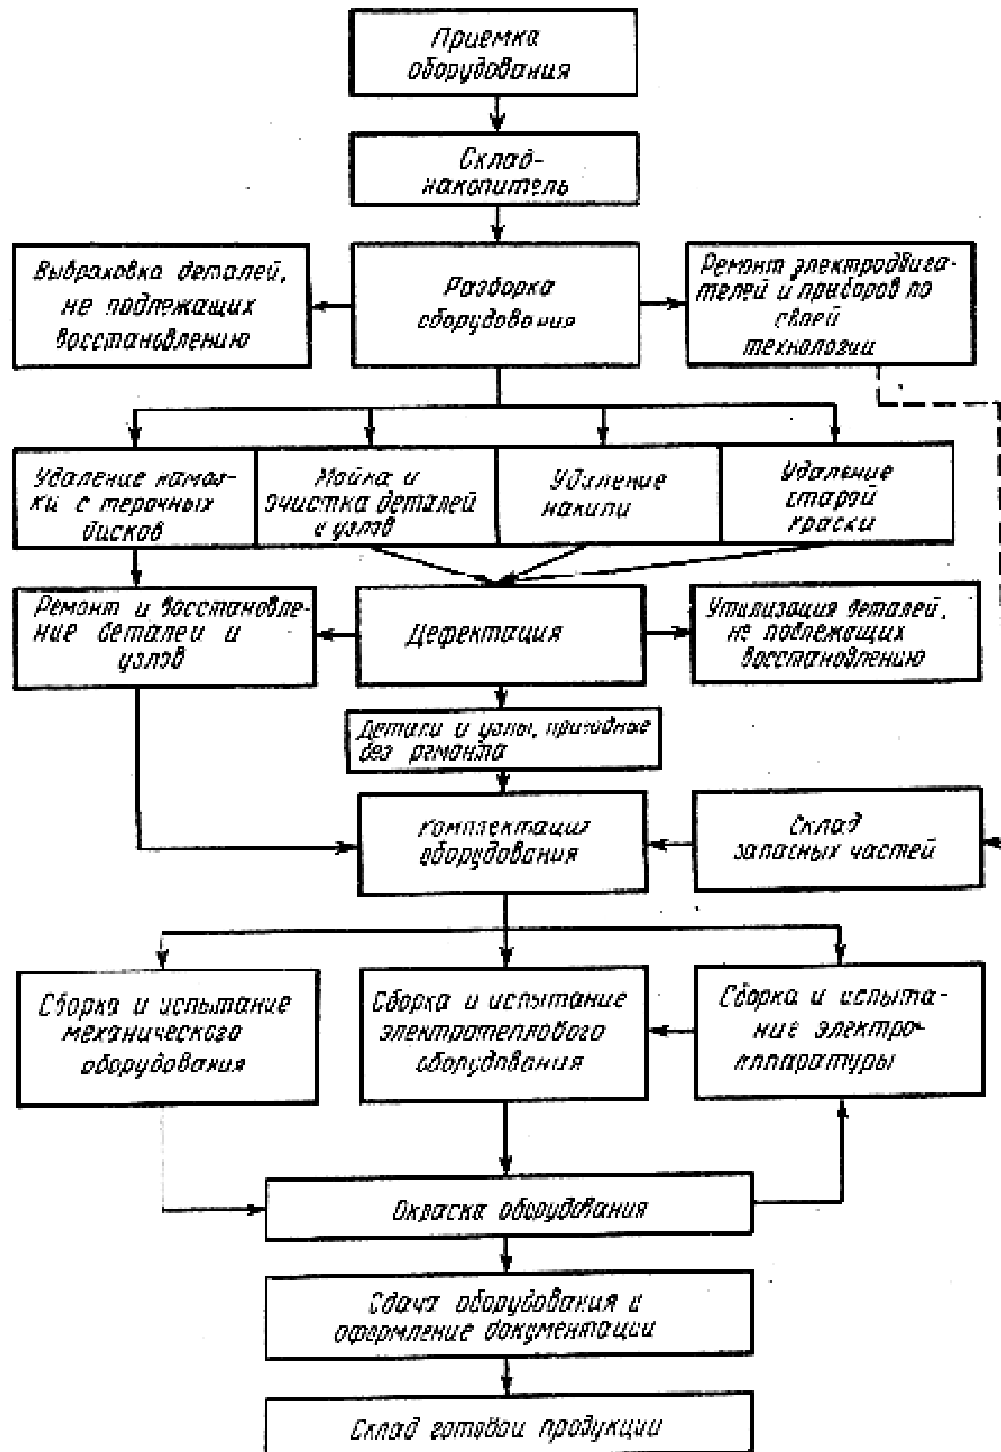 Приемка
оборудования
Склад-
накопитель
Выбраковка деталей,
не подлежащих
восстановлению
Разборка
оборудования
Ремонт электродвига-
телей и приборов по
своей
технологии
Удаление
с терочных
дисков
Мойка и
очистка деталей
и узлов
Удаление
накипи
Удаление
старой
краски
Ремонт и восстановле-
ние деталей и
узлов
Дефектация
Утилизация деталей,
не подлежащих
восстановлению
Детали и узлы, пригодные
без ремонта
Комплектация
оборудования
Склад
запасных частей
Сборка и испытание
механического
оборудования
Сборка и испытание
электротеплового
оборудования
Сборка и испыта-
ние электро-
аппаратуры
Окраска оборудования
Сдача оборудования и
оформление документации
Склад готовой продукции